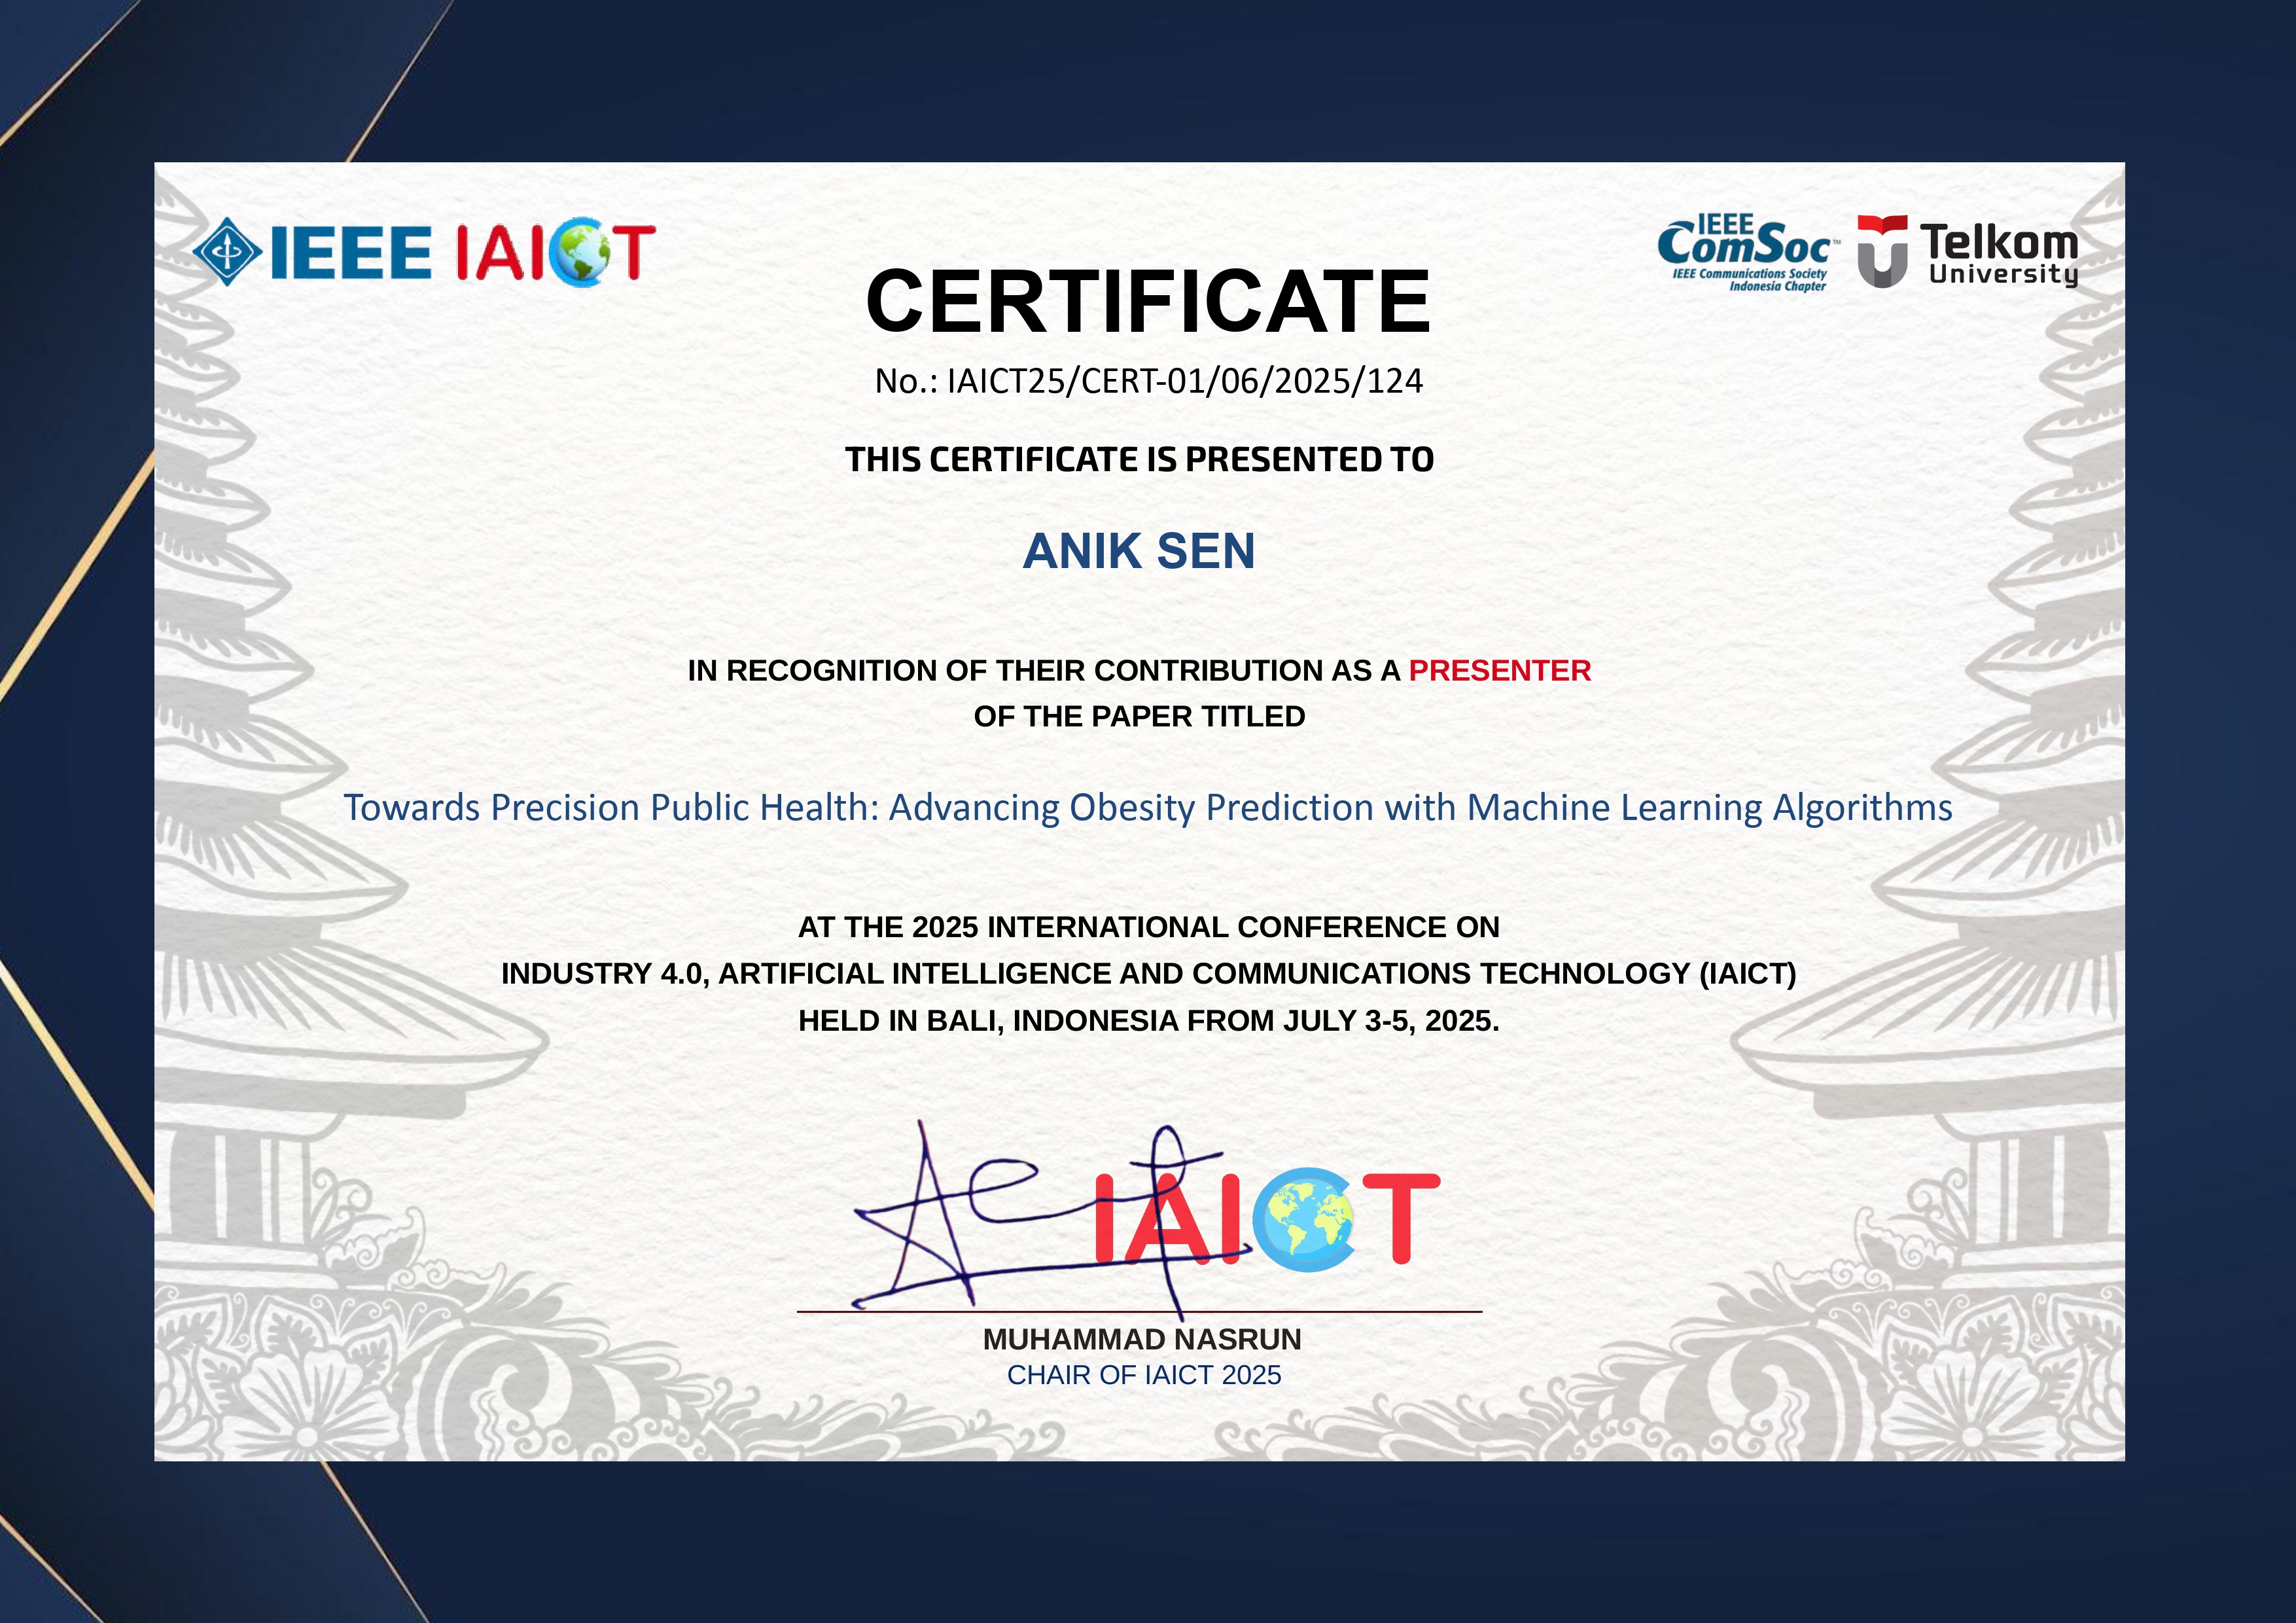 IEEE IAICT
IEEE
ComSoc™
IEEE Communications Society
Indonesia Chapter
Telkom
University
CERTIFICATE
No.: IAICT25/CERT-01/06/2025/124
THIS CERTIFICATE IS PRESENTED TO
ANIK SEN
IN RECOGNITION OF THEIR CONTRIBUTION AS A PRESENTER
OF THE PAPER TITLED
Towards Precision Public Health: Advancing Obesity Prediction with Machine Learning Algorithms
AT THE 2025 INTERNATIONAL CONFERENCE ON
INDUSTRY 4.0, ARTIFICIAL INTELLIGENCE AND COMMUNICATIONS TECHNOLOGY (IAICT)
HELD IN BALI, INDONESIA FROM JULY 3-5, 2025.
IAICT
MUHAMMAD NASRUN
CHAIR OF IAICT 2025